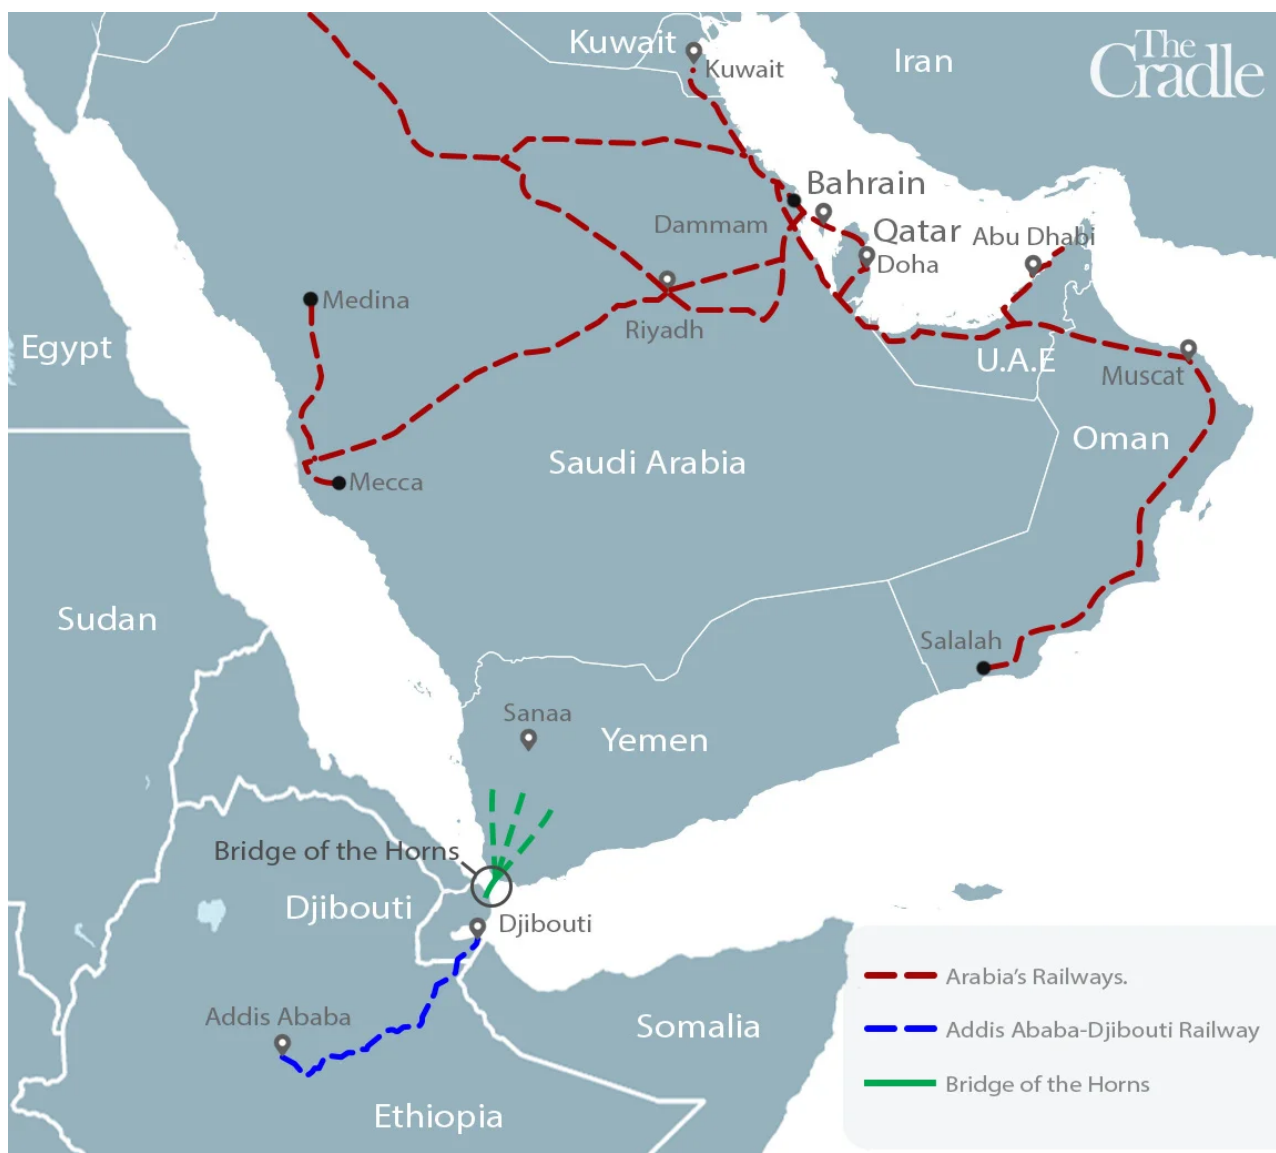 The
Cradle
Kuwait
Kuwait
Iran
Bahrain
Dammam
Qatar
Abu Dhabi
Doha
Medina
Riyadh
Egypt
U.A.E
Muscat
Oman
Saudi Arabia
Mecca
Sudan
Salalah
Sanaa
Yemen
Bridge of the Horns
Djibouti
Djibouti
Addis Ababa
Somalia
Ethiopia
Arabia's Railways.
Addis Ababa-Djibouti Railway
Bridge of the Horns